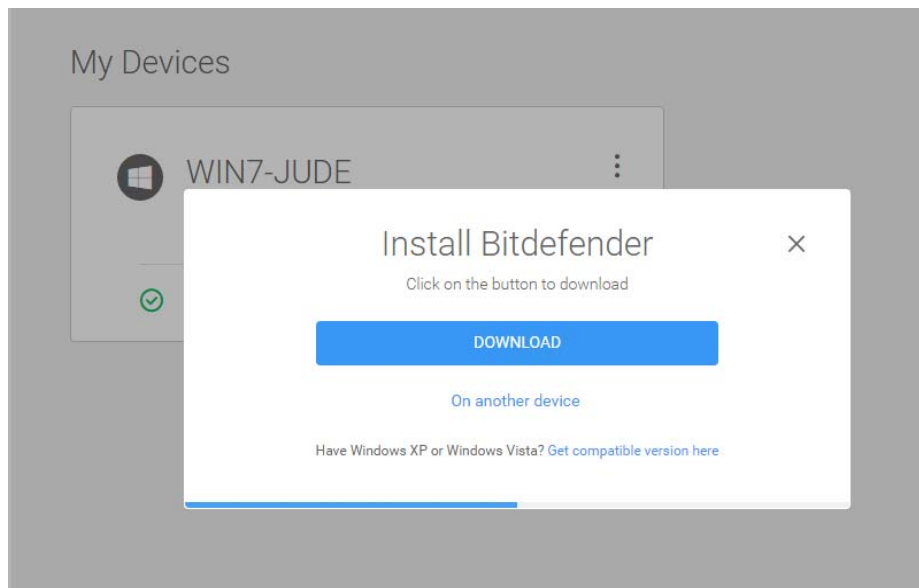 My Devices
WIN7-JUDE
Install Bitdefender
Click on the button to download
DOWNLOAD
On another device
Have Windows XP or Windows Vista? Get compatible version here